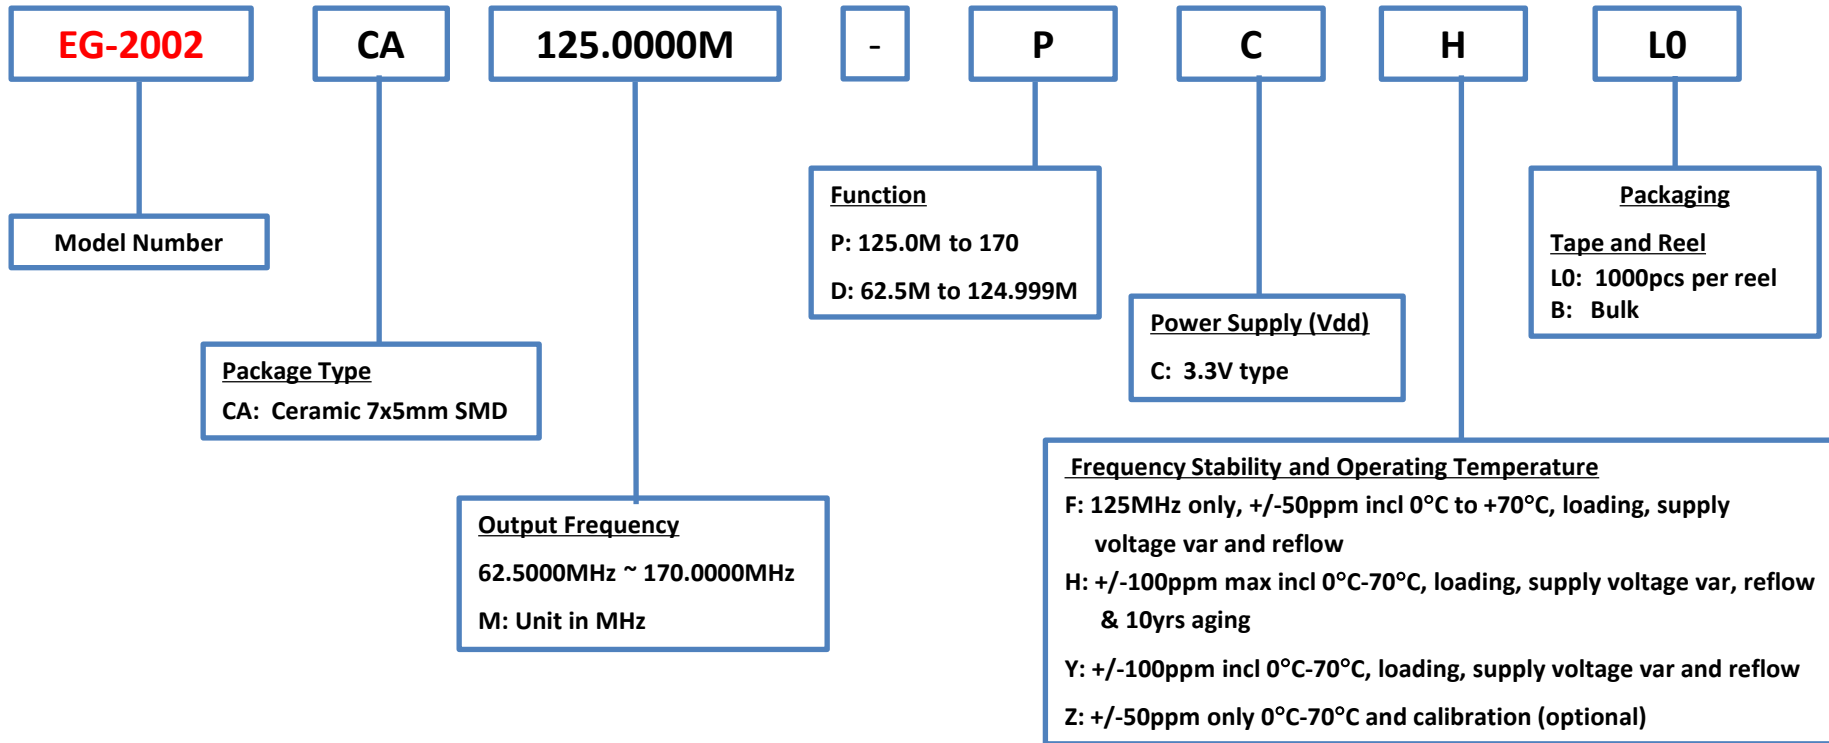 EG-2002
CA
125.0000M
-
P
C
H
L0
Model Number
Package Type
CA: Ceramic 7x5mm SMD
Output Frequency
62.5000MHz ~ 170.0000MHz
M: Unit in MHz
Function
P: 125.0M to 170
D: 62.5M to 124.999M
Power Supply (Vdd)
C: 3.3V type
Frequency Stability and Operating Temperature
F: 125MHz only, +/-50ppm incl 0°C to +70°C, loading, supply
voltage var and reflow
H: +/-100ppm max incl 0°C-70°C, loading, supply voltage var, reflow
& 10yrs aging
Y: +/-100ppm incl 0°C-70°C, loading, supply voltage var and reflow
Z: +/-50ppm only 0°C-70°C and calibration (optional)
Packaging
Tape and Reel
L0: 1000pcs per reel
B: Bulk